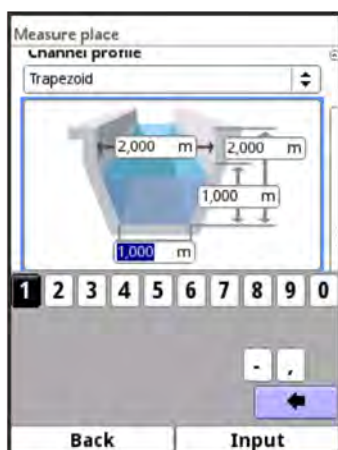 Measure place
Channel profile
Trapezoid
2,000 m 2,000 m
1,000 m
1,000 m
1 2 3 4 5 6 7 8 9 0
- ,
Back Input